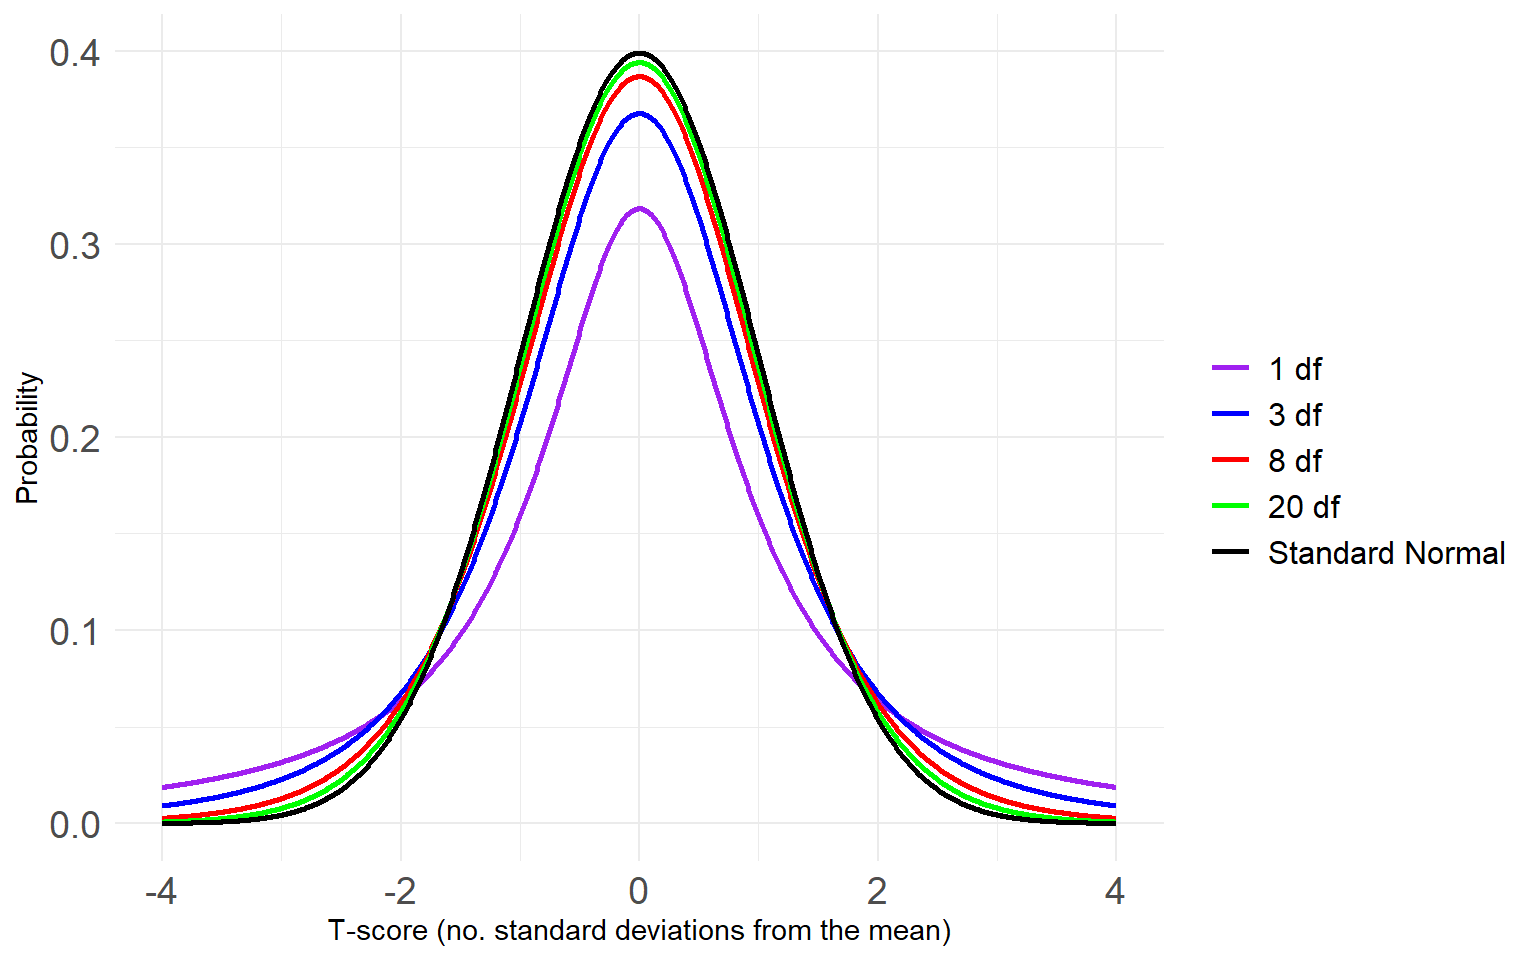 0.4
0.3
0.2
0.1
0.0
Probability
-4
-2
0
2
4
T-score (no. standard deviations from the mean)
1 df
3 df
8 df
20 df
Standard Normal